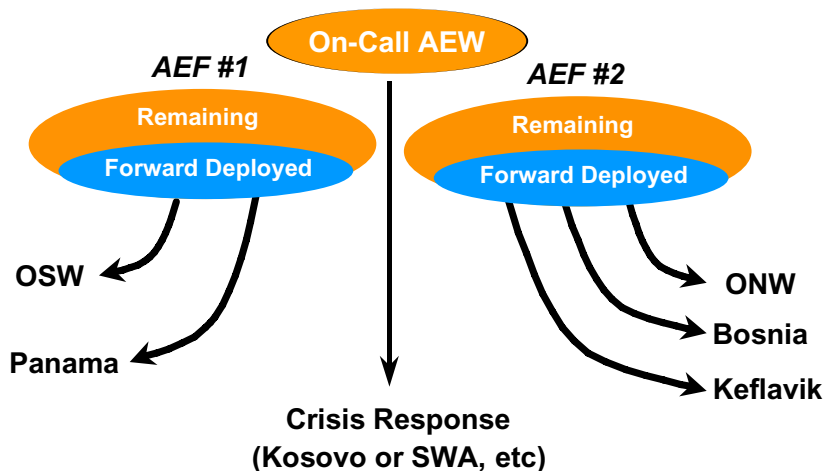 On-Call AEW
AEF #1
AEF #2
Remaining
Forward Deployed
Remaining
Forward Deployed
OSW
Panama
ONW
Bosnia
Keflavik
Crisis Response
(Kosovo or SWA, etc)